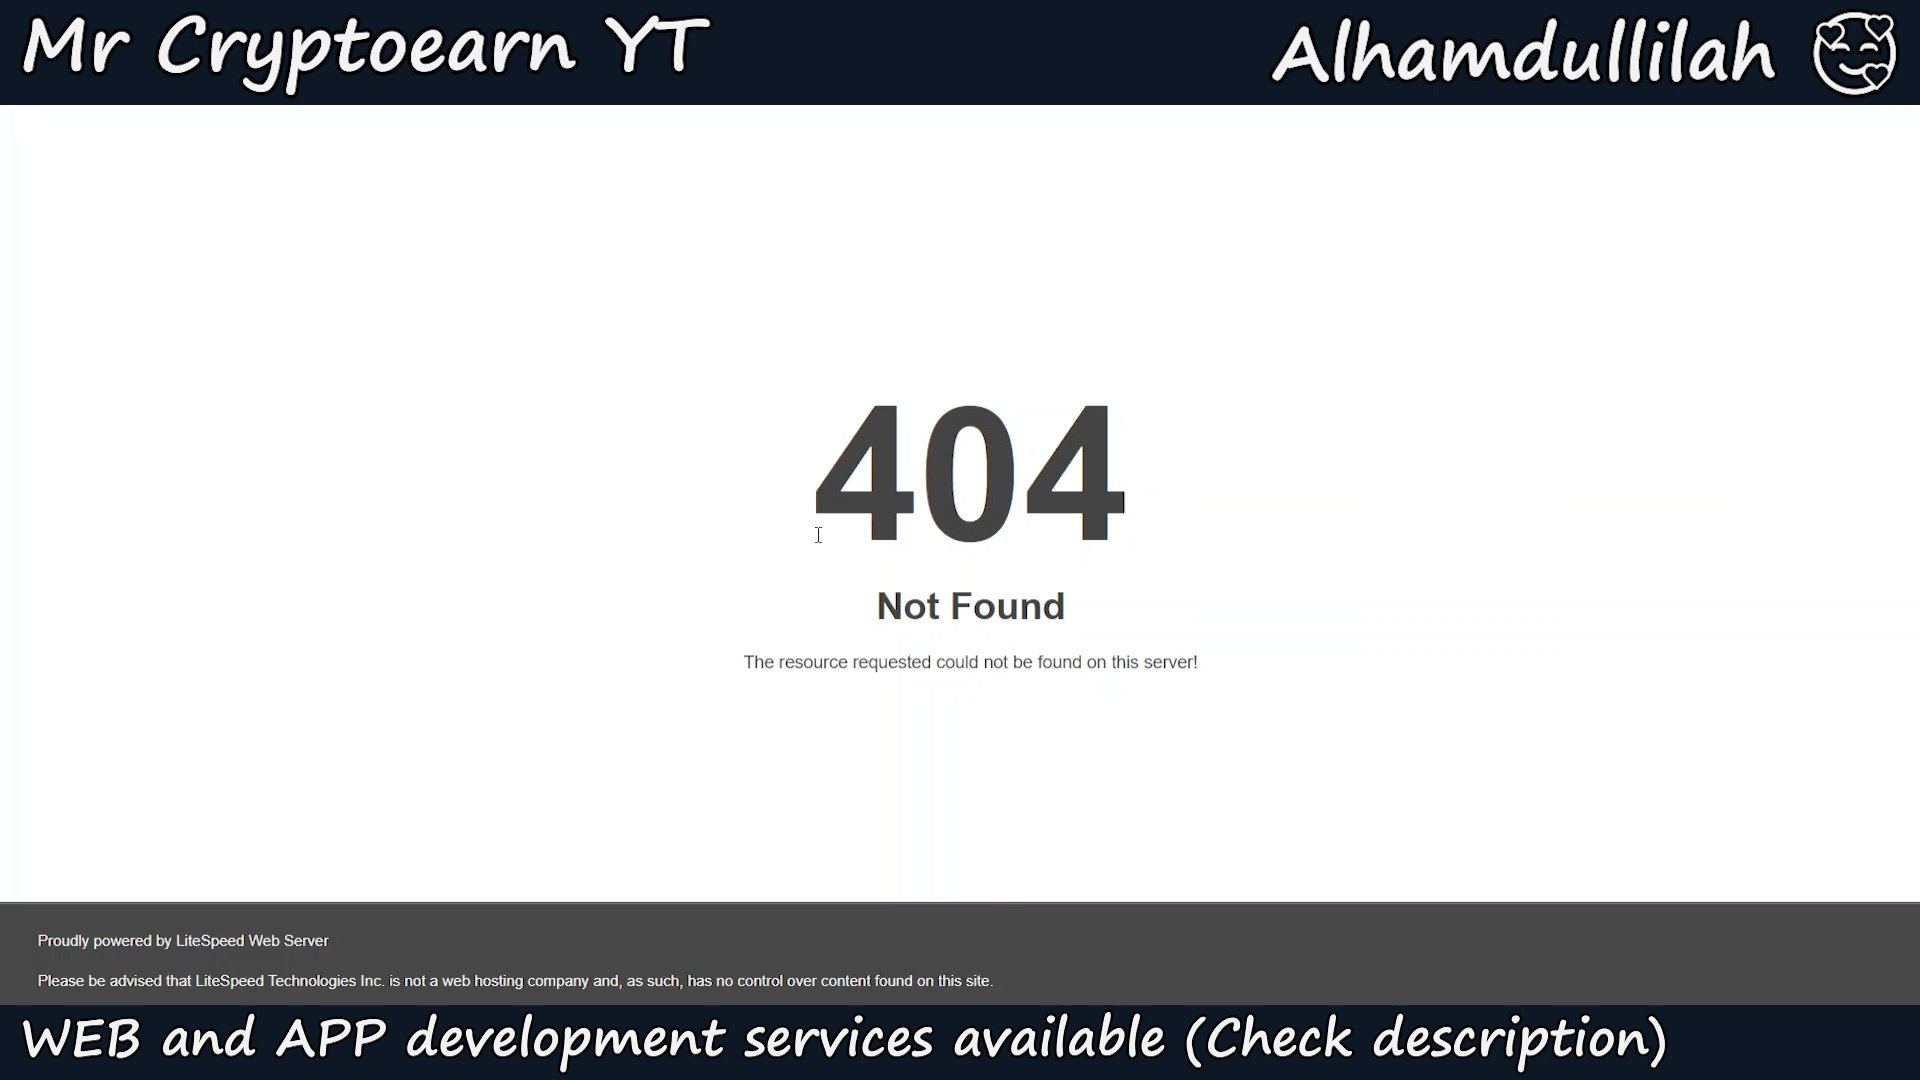 Mr Cryptoearn YT
Alhamdullilah 🥰
404
Not Found
The resource requested could not be found on this server!
Proudly powered by LiteSpeed Web Server
Please be advised that LiteSpeed Technologies Inc. is not a web hosting company and, as such, has no control over content found on this site.
WEB and APP development services available (Check description)